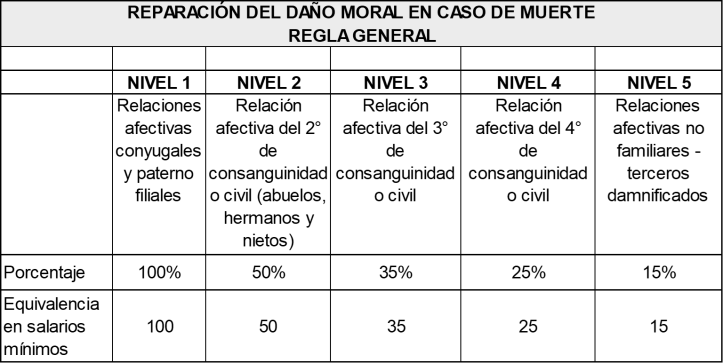 REPARACIÓN DEL DAÑO MORAL EN CASO DE MUERTE
REGLA GENERAL
NIVEL 1 NIVEL 2 NIVEL 3 NIVEL 4 NIVEL 5
Relaciones afectivas conyugales y paterno filiales
Relación afectiva del 2° de consanguinidad o civil (abuelos, hermanos y nietos)
Relación afectiva del 3° de consanguinidad o civil
Relación afectiva del 4° de consanguinidad o civil
Relaciones afectivas no familiares - terceros damnificados
Porcentaje 100% 50% 35% 25% 15%
Equivalencia en salarios mínimos 100 50 35 25 15